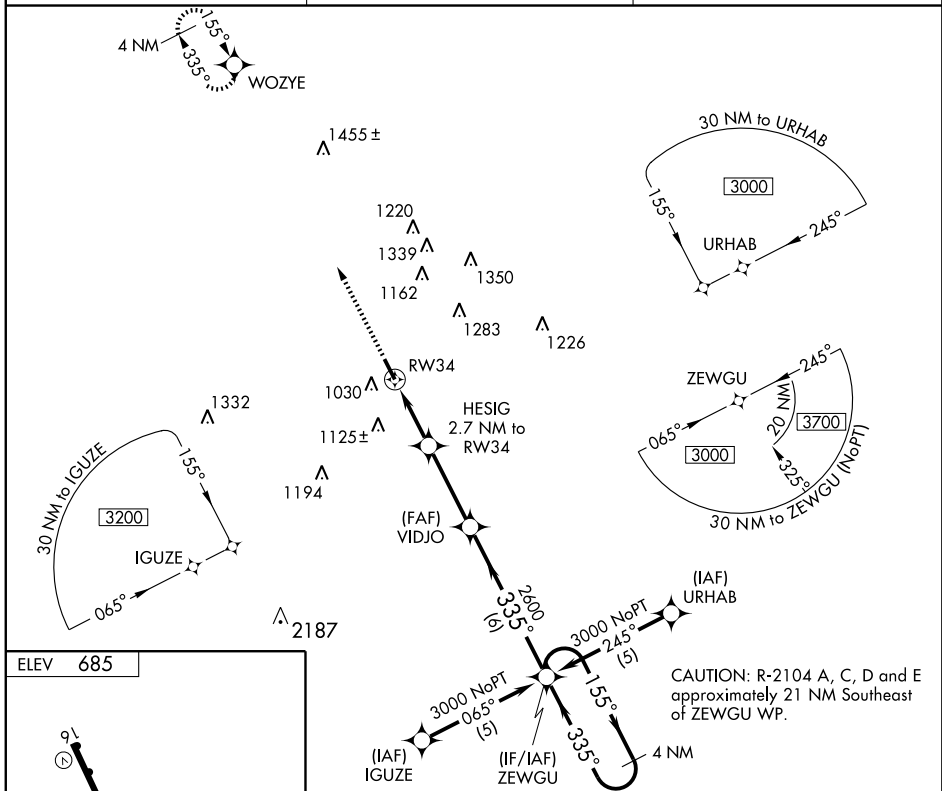 4 NM
155°
335°
WOZYE
1455 ±
30 NM to URHAB
3000
155°
245°
URHAB
1220
1339
1162
1350
1283
1226
RW34
1030
HESIG
2.7 NM to
RW34
1125±
1332
1194
ZEWGU
245°
065°
20 NM
3700
3000
325°
30 NM to ZEWGU (NoPT)
30 NM to IGUZE
155°
3200
IGUZE
065°
(FAF)
VIDJO
2187
2600
335°
(6)
(IAF)
URHAB
3000 NoPT
245°
(5)
3000 NoPT
065°
(5)
155°
335°
4 NM
(IAF)
IGUZE
(IF/IAF)
ZEWGU
CAUTION: R-2104 A, C, D and E
approximately 21 NM Southeast
of ZEWGU WP.
ELEV 685
16
V